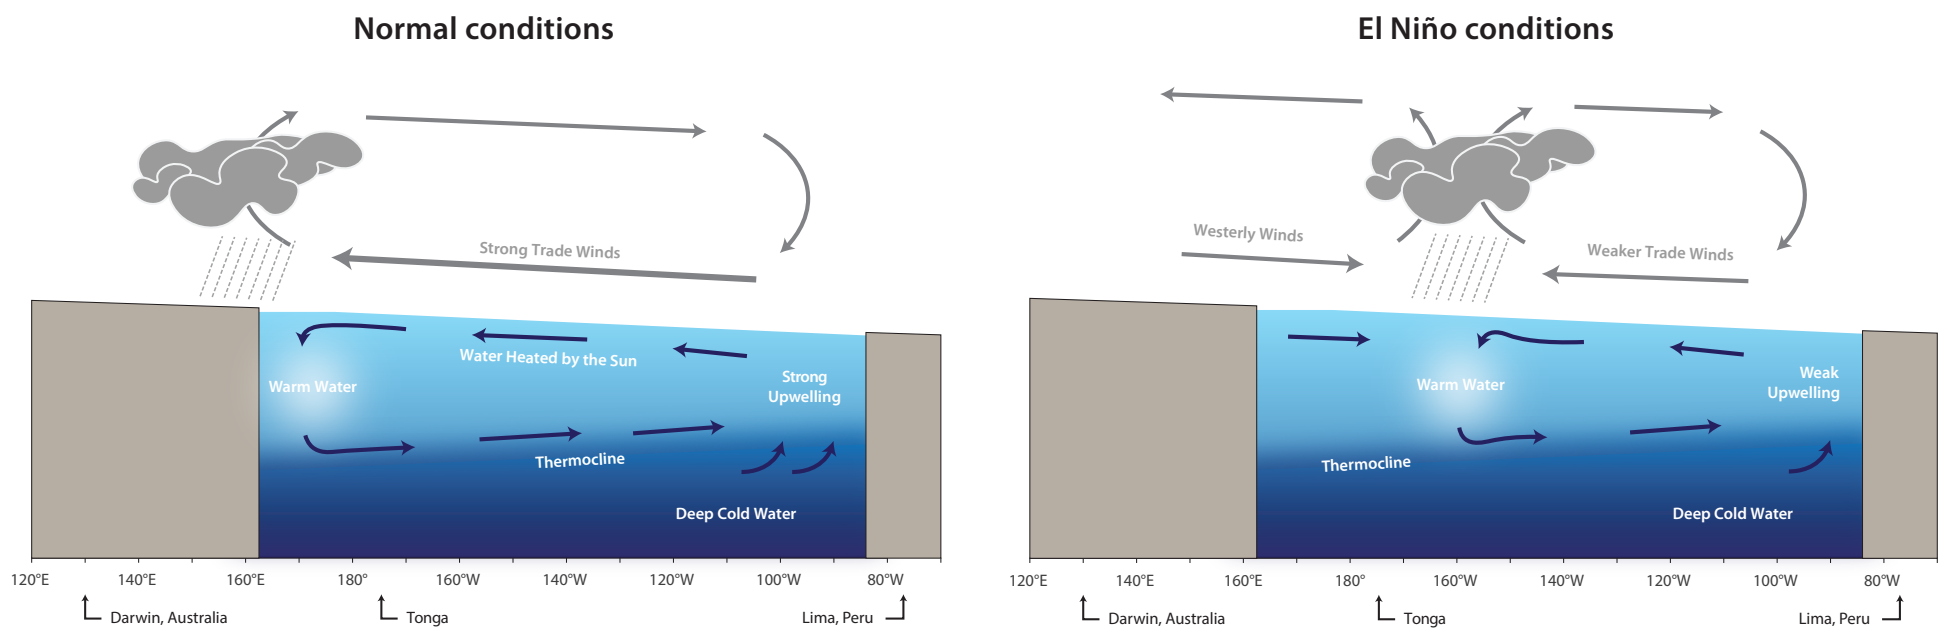 Normal conditions
Strong Trade Winds
Water Heated by the Sun
Warm Water
Strong
Upwelling
Thermocline
Deep Cold Water
120°E 140°E 160°E 180° 160°W 140°W 120°W 100°W 80°W
Darwin, Australia Tonga Lima, Peru
El Niño conditions
Westerly Winds
Weaker Trade Winds
Warm Water
Weak
Upwelling
Thermocline
Deep Cold Water
120°E 140°E 160°E 180° 160°W 140°W 120°W 100°W 80°W
Darwin, Australia Tonga Lima, Peru